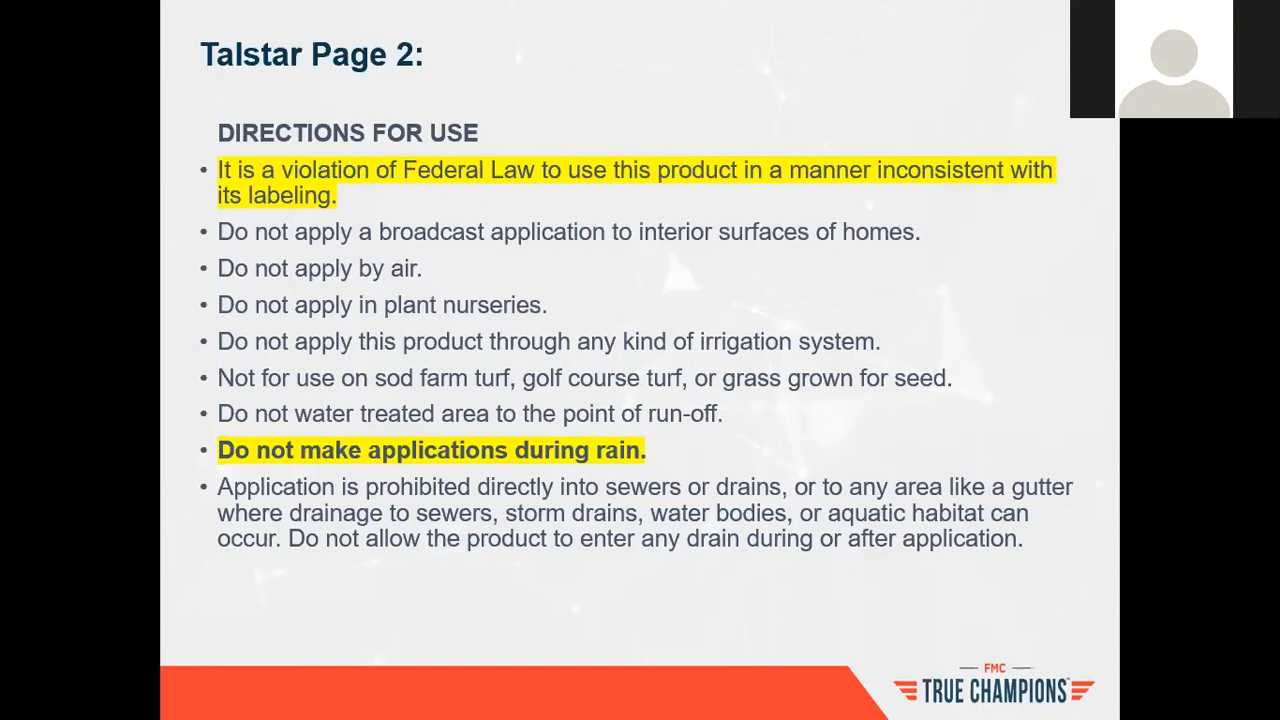 Talstar Page 2:
DIRECTIONS FOR USE
• It is a violation of Federal Law to use this product in a manner inconsistent with
its labeling.
• Do not apply a broadcast application to interior surfaces of homes.
• Do not apply by air.
• Do not apply in plant nurseries.
• Do not apply this product through any kind of irrigation system.
• Not for use on sod farm turf, golf course turf, or grass grown for seed.
• Do not water treated area to the point of run-off.
• Do not make applications during rain.
• Application is prohibited directly into sewers or drains, or to any area like a gutter
where drainage to sewers, storm drains, water bodies, or aquatic habitat can
occur. Do not allow the product to enter any drain during or after application.
FMC
TRUE CHAMPIONS™